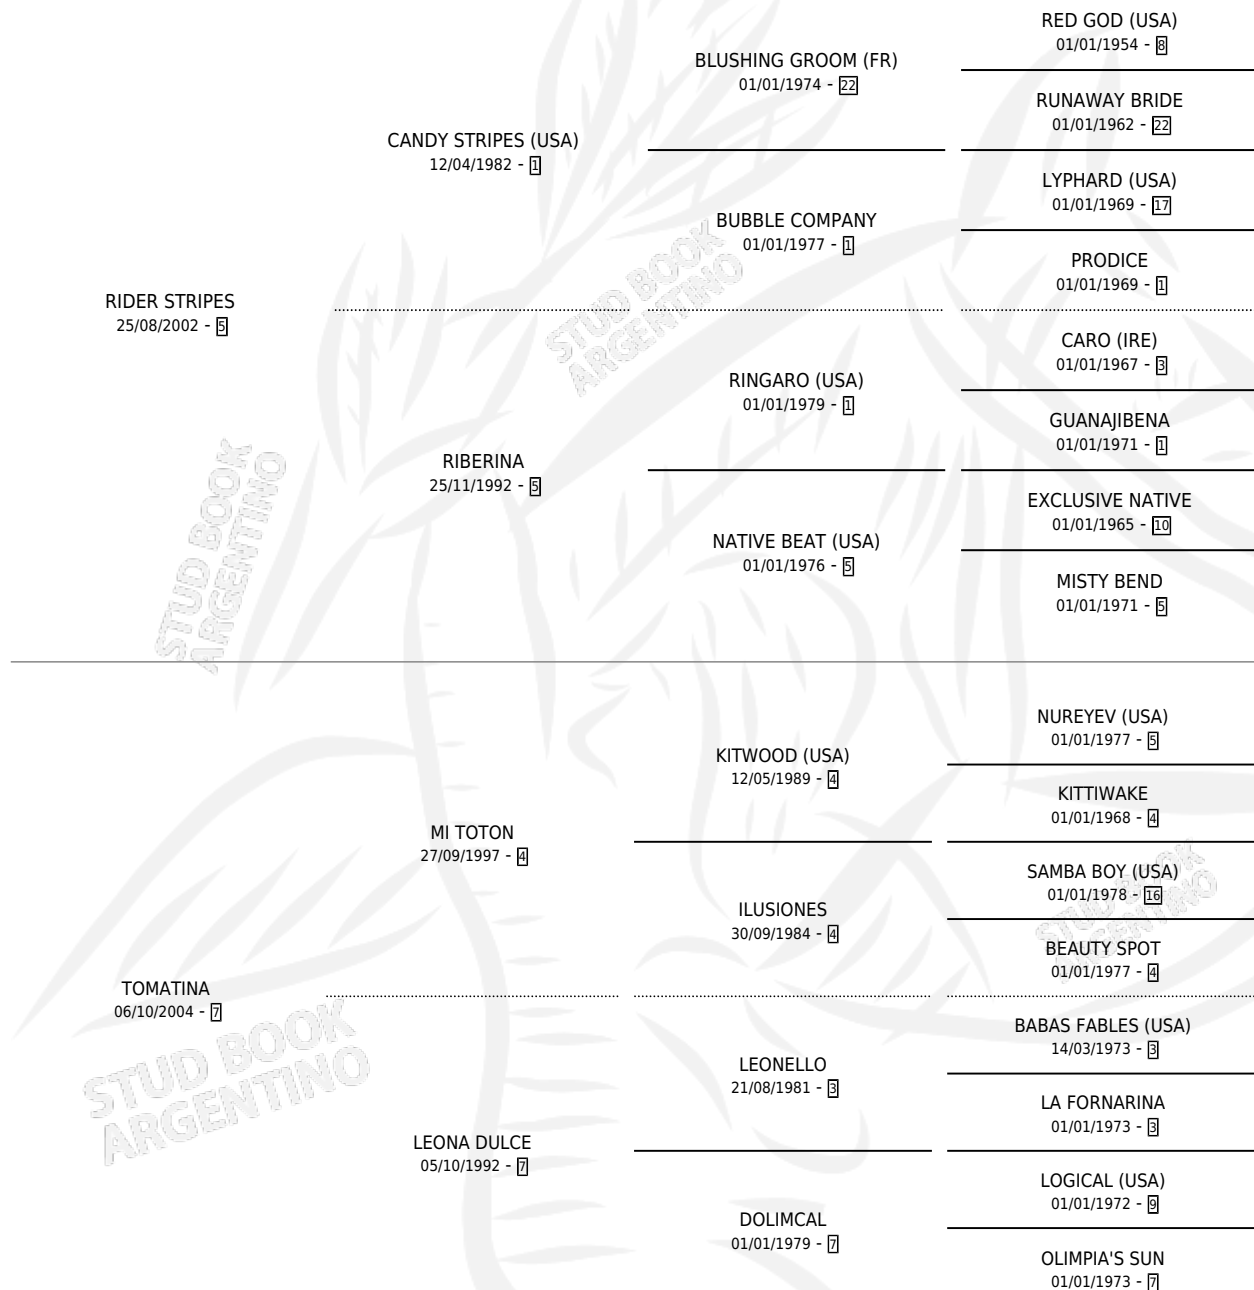 RED GOD (USA)
01/01/1954 - 8
BLUSHING GROOM (FR)
01/01/1974 - 22
RUNAWAY BRIDE
01/01/1962 - 22
CANDY STRIPES (USA)
12/04/1982 - 1
LYPHARD (USA)
01/01/1969 - 17
BUBBLE COMPANY
01/01/1977 - 1
PRODICE
01/01/1969 - 1
RIDER STRIPES
25/08/2002 - 5
CARO (IRE)
01/01/1967 - 3
RINGARO (USA)
01/01/1979 - 1
GUANAJIBENA
01/01/1971 - 1
RIBERINA
25/11/1992 - 5
EXCLUSIVE NATIVE
01/01/1965 - 10
NATIVE BEAT (USA)
01/01/1976 - 5
MISTY BEND
01/01/1971 - 5
NUREYEV (USA)
01/01/1977 - 5
KITWOOD (USA)
12/05/1989 - 4
KITTIWAKE
01/01/1968 - 4
MI TOTON
27/09/1997 - 4
SAMBA BOY (USA)
01/01/1978 - 16
ILUSIONES
30/09/1984 - 4
BEAUTY SPOT
01/01/1977 - 4
TOMATINA
06/10/2004 - 7
BABAS FABLES (USA)
14/03/1973 - 3
LEONELLO
21/08/1981 - 3
LA FORNARINA
01/01/1973 - 3
LEONA DULCE
05/10/1992 - 7
LOGICAL (USA)
01/01/1972 - 9
DOLIMCAL
01/01/1979 - 7
OLIMPIA'S SUN
01/01/1973 - 7
STUD BOOK
ARGENTINO
STUD BOOK
ARGENTINO
STUD BOOK
ARGENTINO
STUD BOOK
ARGENTINO